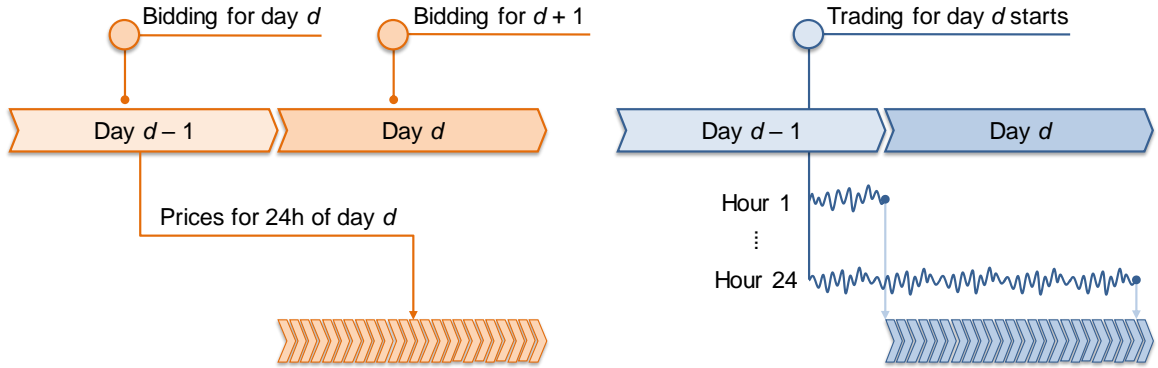 Bidding for day d
Bidding for d + 1
Day d – 1
Day d
Prices for 24h of day d
Trading for day d starts
Day d – 1
Day d
Hour 1
Hour 24